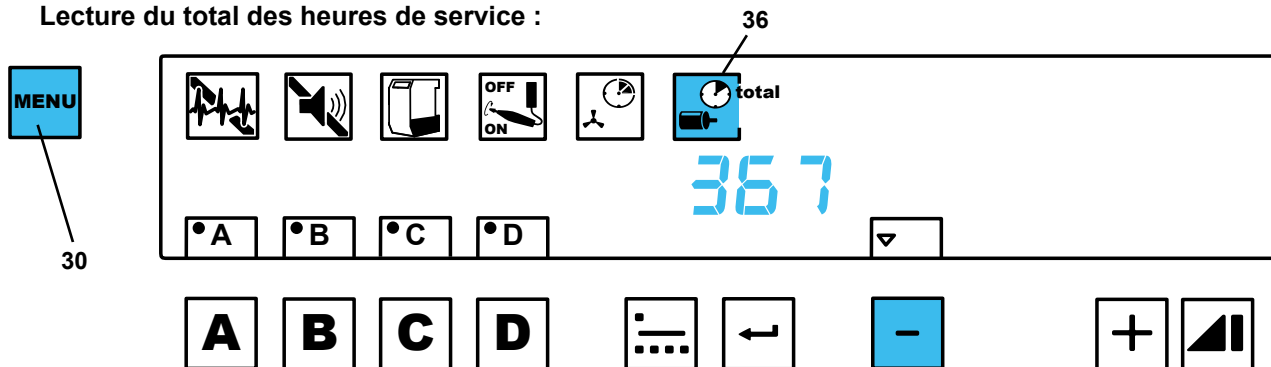 Lecture du total des heures de service :
36
MENU
OFF
ON
total
367
A B C D
30
A B C D - +